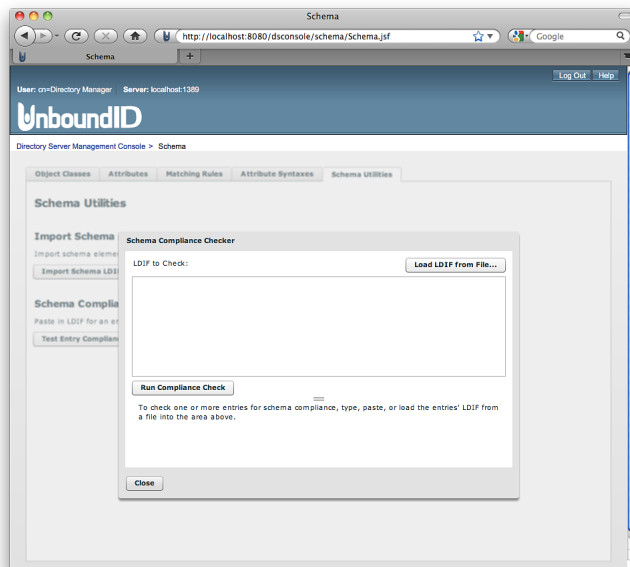 Schema
http://localhost:8080/dsconsole/schema/Schema.jsf
Google
Schema
+
Log Out Help
User: cn=Directory Manager Server: localhost:1389
UnboundID
Directory Server Management Console > Schema
Object Classes Attributes Matching Rules Attribute Syntaxes Schema Utilities
Schema Utilities
Import Schema
Import schema eleme
Import Schema LDI
Schema Complia
Paste in LDIF for an e
Test Entry Complian
Schema Compliance Checker
LDIF to Check:
Load LDIF from File...
Run Compliance Check
To check one or more entries for schema compliance, type, paste, or load the entries' LDIF from
a file into the area above.
Close